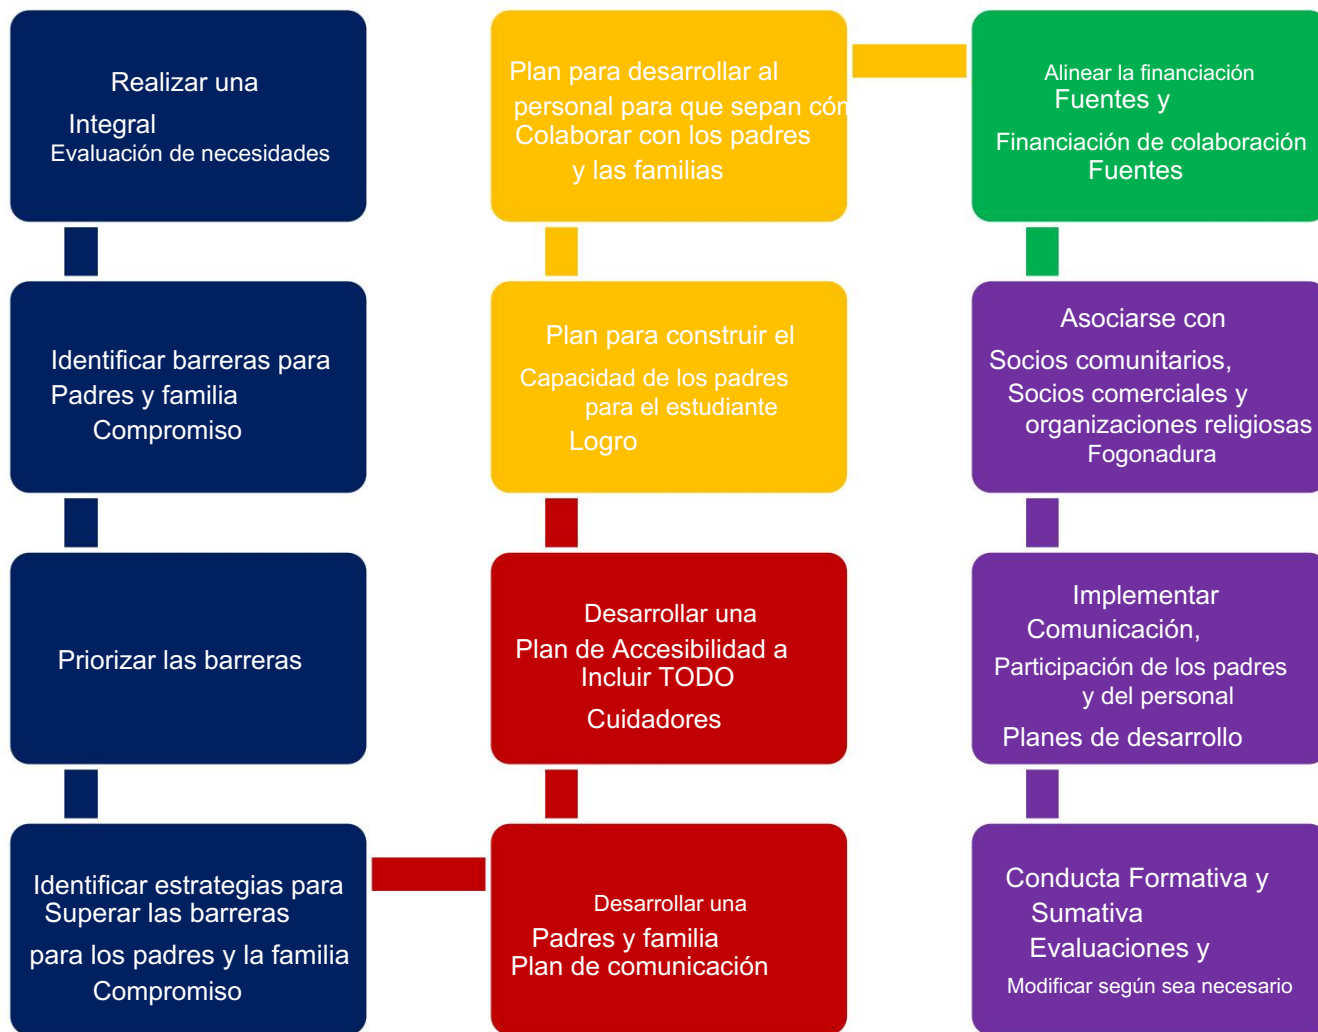 Realizar una
Integral
Evaluación de necesidades
Identificar barreras para
Padres y familia
Compromiso
Priorizar las barreras
Identificar estrategias para
Superar las barreras
para los padres y la familia
Compromiso
Desarrollar una
Padres y familia
Plan de comunicación
Desarrollar una
Plan de Accesibilidad a
Incluir TODO
Cuidadores
Plan para construir el
Capacidad de los padres
para el estudiante
Logro
Plan para desarrollar al
personal para que sepan cóm
Colaborar con los padres
y las familias
Alinear la financiación
Fuentes y
Financiación de colaboración
Fuentes
Asociarse con
Socios comunitarios,
Socios comerciales y
organizaciones religiosas
Fogonadura
Implementar
Comunicación,
Participación de los padres
y del personal
Planes de desarrollo
Conducta Formativa y
Sumativa
Evaluaciones y
Modificar según sea necesario